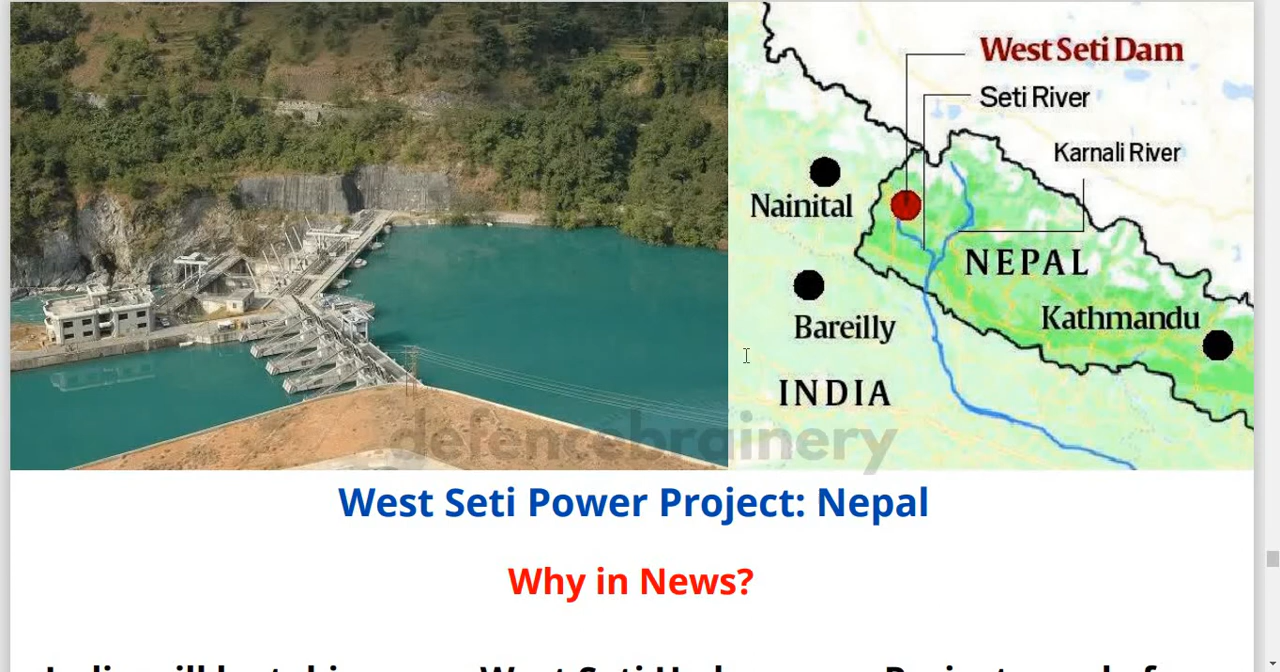 West Seti Dam
Seti River
Karnali River
Nainital
NEPAL
Kathmandu
Bareilly
INDIA
defencebrainery
West Seti Power Project: Nepal
Why in News?